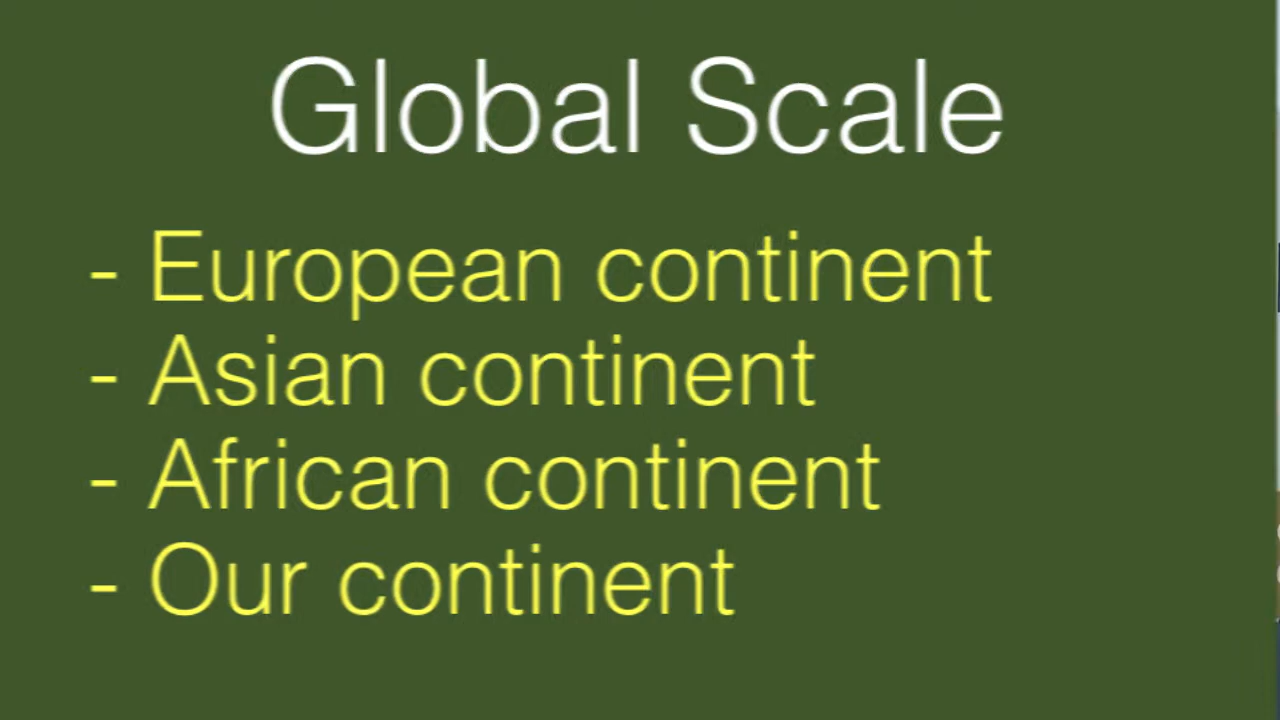 Global Scale
- European continent
- Asian continent
- African continent
- Our continent